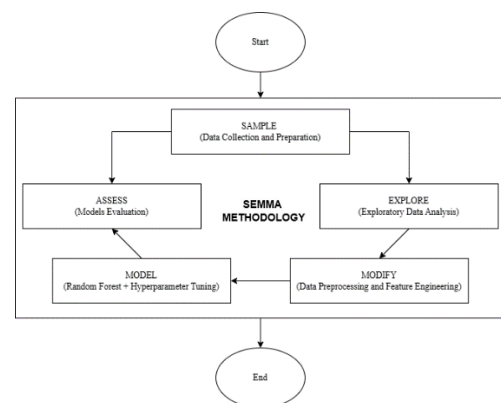 Start
SAMPLE
(Data Collection and Preparation)
ASSESS
(Models Evaluation)
SEMMA
METHODOLOGY
EXPLORE
(Exploratory Data Analysis)
MODEL
(Random Forest + Hyperparameter Tuning)
MODIFY
(Data Preprocessing and Feature Engineering)
End